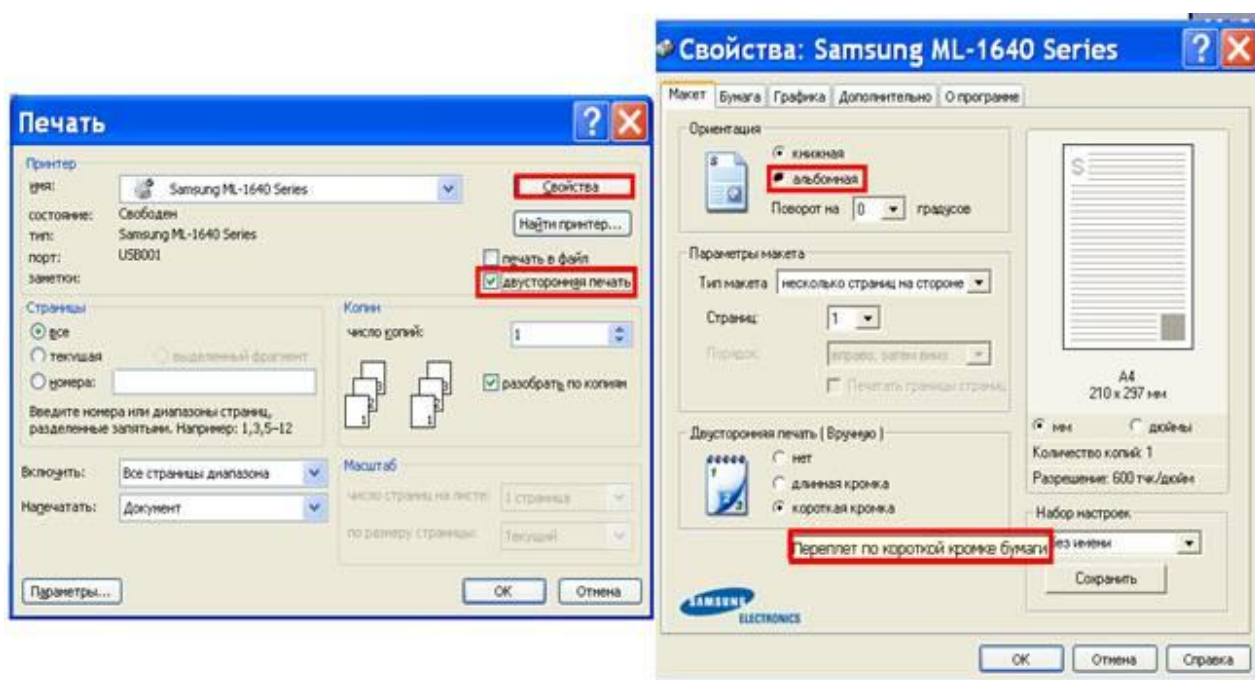 Печать
Принтер
имя:
Samsung ML-1640 Series
Свойства
состояние:
Свободен
Найти принтер...
тип:
Samsung ML-1640 Series
порт:
USB001
печать в файл
заметки:
двусторонняя печать
Страницы
все
текущая
выделенный фрагмент
номера:
Введите номера или диапазоны страниц,
разделенные запятыми. Например: 1,3,5–12
Копии
число копий:
1
разобрать по копиям
Включить:
Все страницы диапазона
Напечатать:
Документ
Масштаб
число страниц на листе:
1 страница
по размеру страницы:
Текущий
Параметры...
OK
Отмена
Свойства: Samsung ML-1640 Series
Макет
Бумага
Графика
Дополнительно
О программе
Ориентация
книжная
альбомная
Поворот на
0
градусов
Параметры макета
Тип макета
несколько страниц на стороне
Страниц:
1
Порядок:
вправо, затем вниз
Печатать границы страниц
Двусторонняя печать ( Вручную )
нет
длинная кромка
короткая кромка
Переплет по короткой кромке бумаги
SAMSUNG
ELECTRONICS
S
A4
210 x 297 мм
мм
дюймы
Количество копий: 1
Разрешение: 600 тчк./дюйм
Набор настроек
без имени
Сохранить
OK
Отмена
Справка